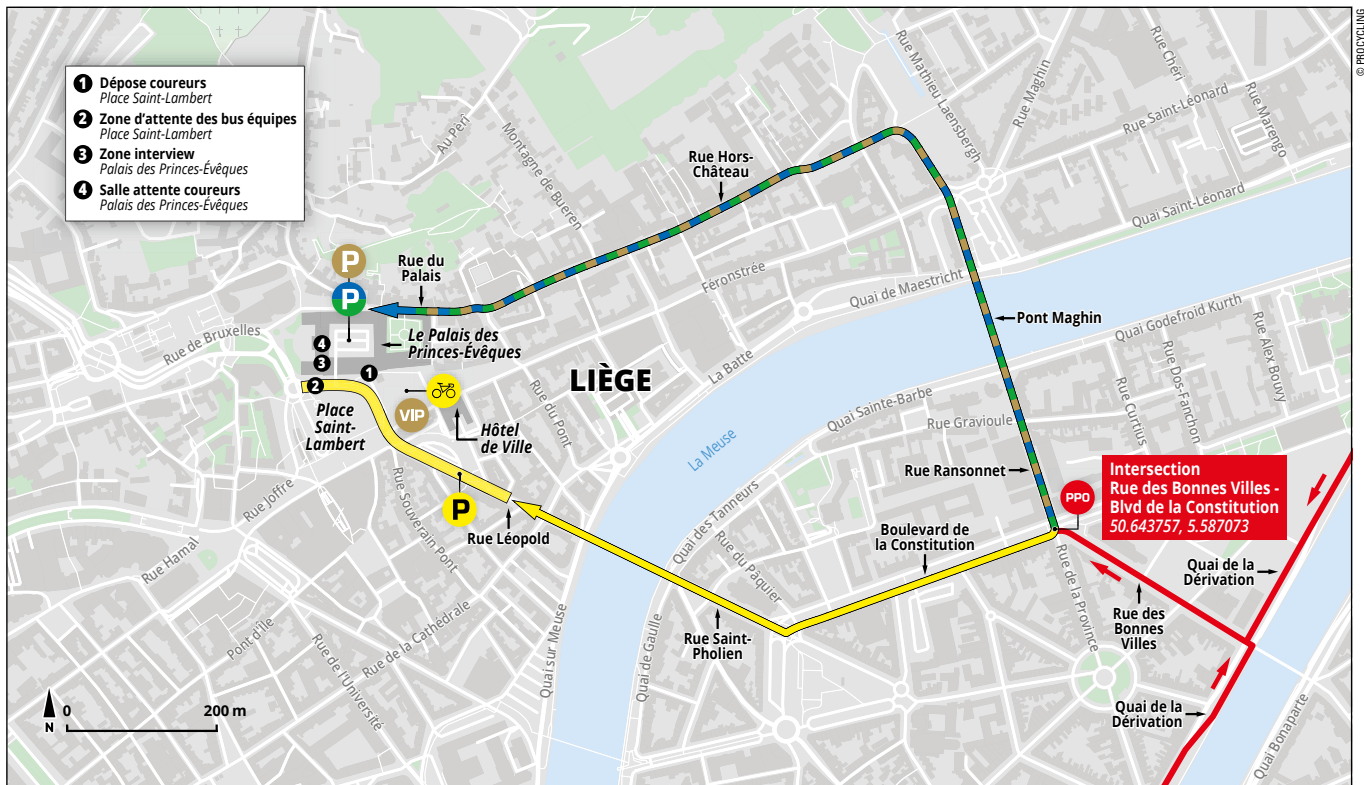 © PROCYCLING
1 Dépose coureurs
Place Saint-Lambert
2 Zone d'attente des bus équipes
Place Saint-Lambert
3 Zone interview
Palais des Princes-Évêques
4 Salle attente coureurs
Palais des Princes-Évêques
Au Péri
Montagne de Bueren
Rue Hors-
Château
Rue Mathieu Laensbergh
Rue Maghin
Rue Chéri
Rue Saint-Léonard
Rue Marengo
Quai Saint-Léonard
P
P
Rue du
Palais
Féronstrée
Quai de Maestricht
Pont Maghin
Quai Godefroid Kurth
Rue de Bruxelles
Le Palais des
Princes-Évêques
4
3
1
2
LIÈGE
La Batte
Rue Alex Bouvy
Rue Dos-Fanchon
Rue Curtius
Place
Saint-
Lambert
VIP
Hôtel
de Ville
Rue du Pont
Quai Sainte-Barbe
Rue Gravioule
La Meuse
Rue Ransonnet
PPO
Intersection
Rue des Bonnes Villes -
Blvd de la Constitution
50.643757, 5.587073
Rue Joffre
Rue Souverain Pont
P
Rue Léopold
Quai des Tanneurs
Boulevard de
la Constitution
Rue Hamal
Rue du Pâquier
Rue de la Province
Quai de la
Dérivation
Rue des
Bonnes
Villes
Pont d'Île
Rue de la Cathédrale
Rue de l'Université
Quai sur Meuse
Quai de Gaulle
Rue Saint-
Pholien
Quai de la
Dérivation
Quai Bonaparte
N
0 200 m